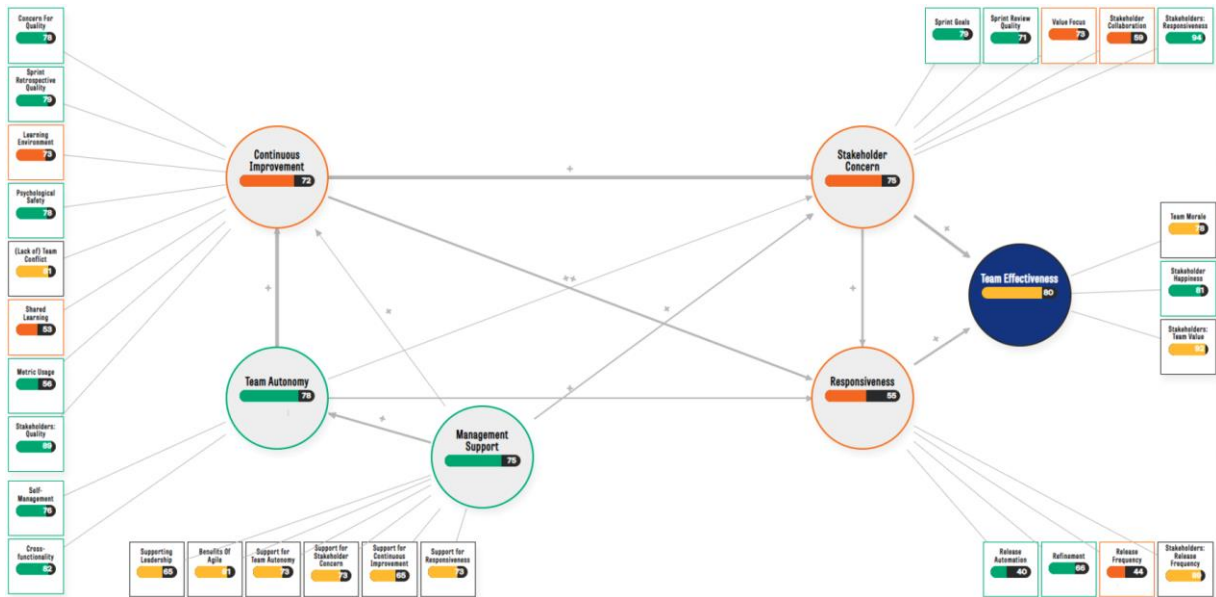 Concern For
Quality
78
Sprint
Retrospective
Quality
79
Learning
Environment
73
Psychological
Safety
78
(Lack of) Team
Conflict
81
Shared
Learning
53
Metric Usage
56
Stakeholders:
Quality
89
Self-
Management
76
Cross-
functionality
82
Continuous
Improvement
72
Team Autonomy
78
Management
Support
75
Supporting
Leadership
65
Benefits Of
Agile
81
Support for
Team Autonomy
73
Support for
Stakeholder
Concern
73
Support for
Continuous
Improvement
65
Support for
Responsiveness
73
Sprint Goals
79
Sprint Review
Quality
71
Value Focus
73
Stakeholder
Collaboration
59
Stakeholders:
Responsiveness
94
Stakeholder
Concern
75
Responsiveness
55
Team Effectiveness
80
Team Morale
78
Stakeholder
Happiness
81
Stakeholders:
Team Value
Release
Automation
40
Refinement
66
Release
Frequency
44
Stakeholders:
Release
Frequency
+
+
+
+
+
+
+
+
+
++